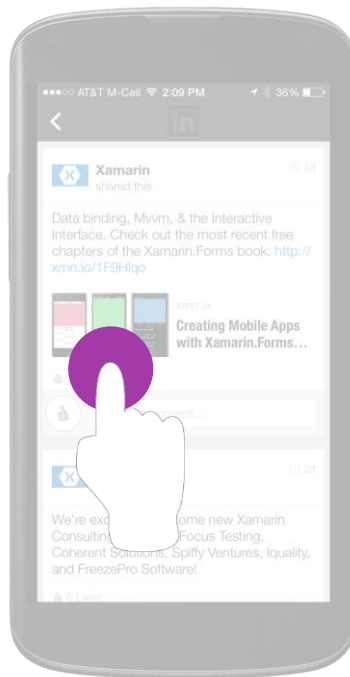 ●●●○○ AT&T M-Cell 2:09 PM 36%
in
Xamarin 1d
shared this
Data binding, Mvvm, & the Interactive
Interface. Check out the most recent free
chapters of the Xamarin.Forms book: http://
xmn.io/1F9Hlqo
xmn.io
Creating Mobile Apps
with Xamarin.Forms…
2d
We're ome new Xamarin
Consulting Focus Testing,
Coherent Solutions, Spiffy Ventures, Iquality,
and FreezePro Software!
6 Likes